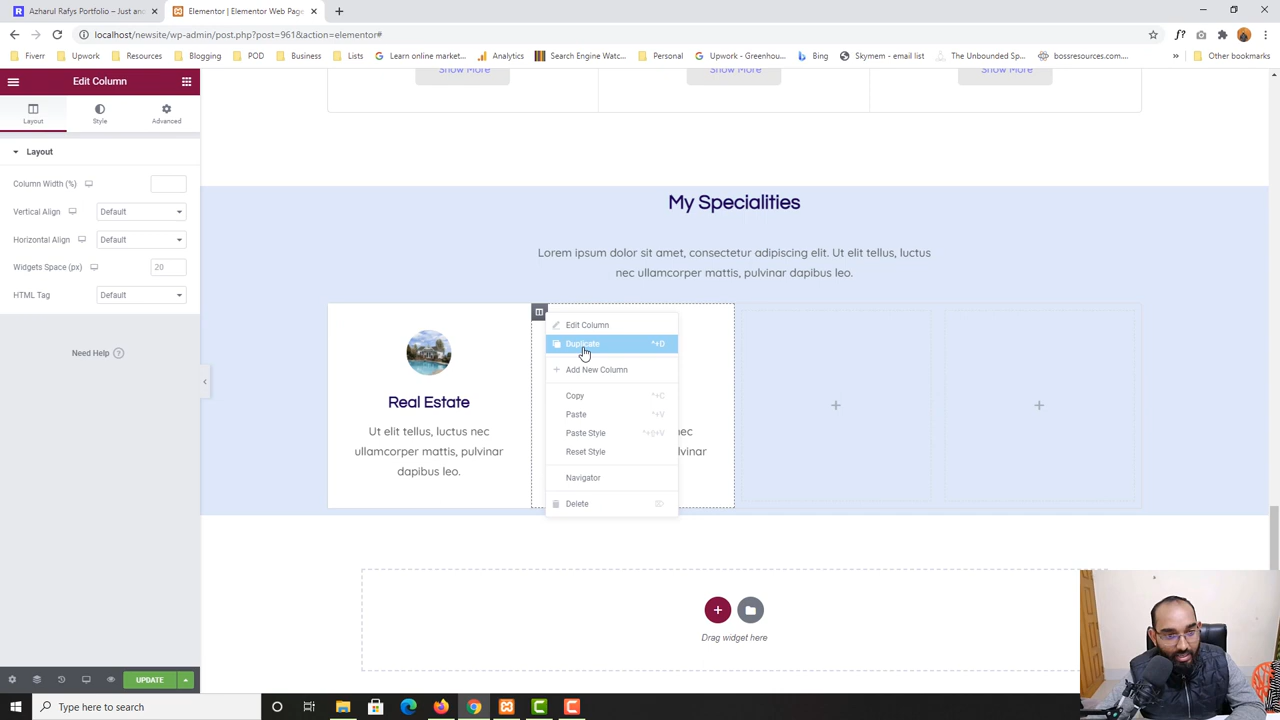 Azharul Rafys Portfolio – Just and
Elementor | Elementor Web Page
localhost/newsite/wp-admin/post.php?post=961&action=elementor#
Fiverr
Upwork
Resources
Blogging
POD
Business
Lists
Learn online market...
Analytics
Search Engine Watc...
Personal
Upwork - Greenhou...
Bing
Skymem - email list
The Unbounded Sp...
bossresources.com...
Other bookmarks
Edit Column
Layout
Style
Advanced
Layout
Column Width (%)
Vertical Align
Default
Horizontal Align
Default
Widgets Space (px)
20
HTML Tag
Default
Need Help
UPDATE
Show More
Show More
Show More
My Specialities
Lorem ipsum dolor sit amet, consectetur adipiscing elit. Ut elit tellus, luctus
nec ullamcorper mattis, pulvinar dapibus leo.
Real Estate
Ut elit tellus, luctus nec
ullamcorper mattis, pulvinar
dapibus leo.
nec
lvinar
Edit Column
Duplicate ^+D
Add New Column
Copy ^+C
Paste ^+V
Paste Style ^+⇧+V
Reset Style
Navigator
Delete
Drag widget here
Type here to search